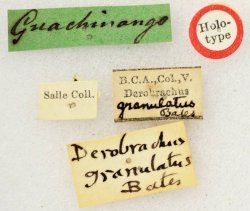 Guachinango
Holo-
type
Salle Coll.
B.C.A.,Col.,V.
Derobrachus
granulatus
Bates
Derobrachus
granulatus
Bates